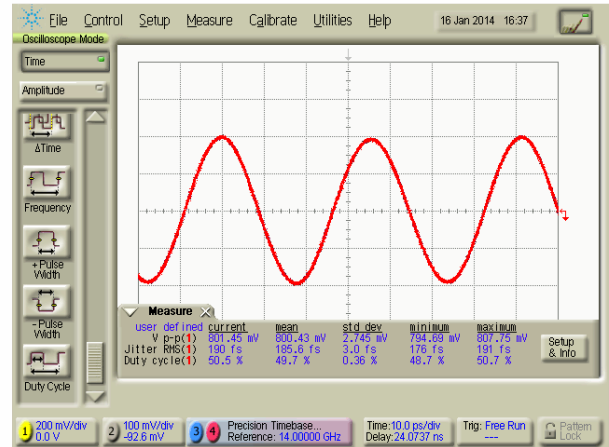 File Control Setup Measure Calibrate Utilities Help 16 Jan 2014 16:37
Oscilloscope Mode
Time
Amplitude
ΔTime
Frequency
+ Pulse
Width
- Pulse
Width
Duty Cycle
Measure
user defined current mean std dev minimum maximum
V p-p(1) 801.45 mV 800.43 mV 2.745 mV 794.69 mV 807.75 mV
Jitter RMS(1) 190 fs 185.6 fs 3.0 fs 176 fs 191 fs
Duty cycle(1) 50.5 % 49.7 % 0.36 % 48.7 % 50.7 %
Setup
& Info
1 200 mV/div
0.0 V
2 100 mV/div
-92.6 mV
3 4 Precision Timebase...
Reference: 14.00000 GHz
Time:10.0 ps/div
Delay:24.0737 ns
Trig: Free Run
---
Pattern
Lock